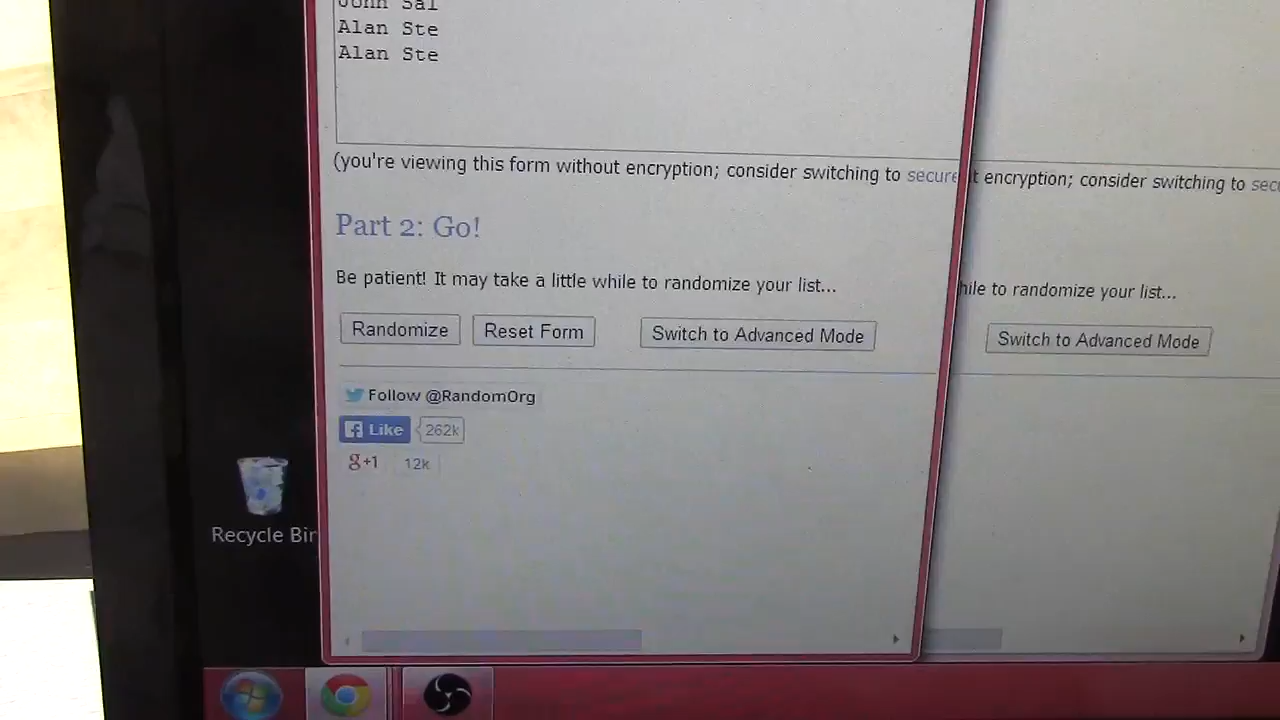 John Sal
Alan Ste
Alan Ste
(you're viewing this form without encryption; consider switching to secure
t encryption; consider switching to sec
Part 2: Go!
Be patient! It may take a little while to randomize your list...
hile to randomize your list...
Randomize
Reset Form
Switch to Advanced Mode
Switch to Advanced Mode
Follow @RandomOrg
f Like 262k
g+1 12k
Recycle Bin